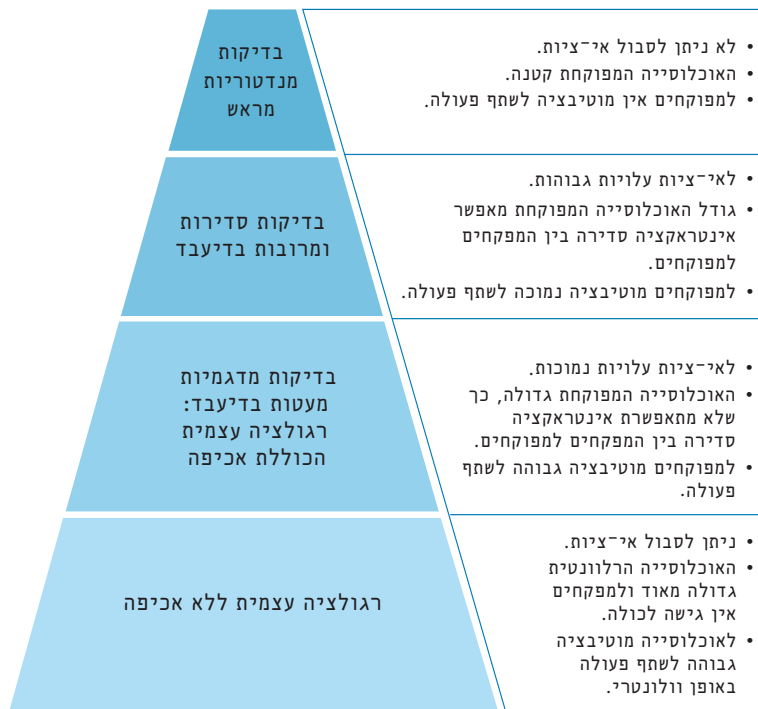 בדיקות
מנדטוריות
מראש
• לא ניתן לסבול אי־ציות.
• האוכלוסייה המפוקחת קטנה.
• למפוקחים אין מוטיבציה לשתף פעולה.
בדיקות סדירות
ומרובות בדיעבד
• לאי־ציות עלויות גבוהות.
• גודל האוכלוסייה המפוקחת מאפשר
אינטראקציה סדירה בין המפקחים
למפוקחים.
• למפוקחים מוטיבציה נמוכה לשתף פעולה.
בדיקות מדגמיות
מעטות בדיעבד:
רגולציה עצמית
הכוללת אכיפה
• לאי־ציות עלויות נמוכות.
• האוכלוסייה המפוקחת גדולה, כך
שלא מתאפשרת אינטראקציה
סדירה בין המפקחים למפוקחים.
• למפוקחים מוטיבציה גבוהה לשתף
פעולה.
רגולציה עצמית ללא אכיפה
• ניתן לסבול אי־ציות.
• האוכלוסייה הרלוונטית
גדולה מאוד ולמפקחים
אין גישה לכולה.
• לאוכלוסייה מוטיבציה
גבוהה לשתף פעולה
באופן וולונטרי.